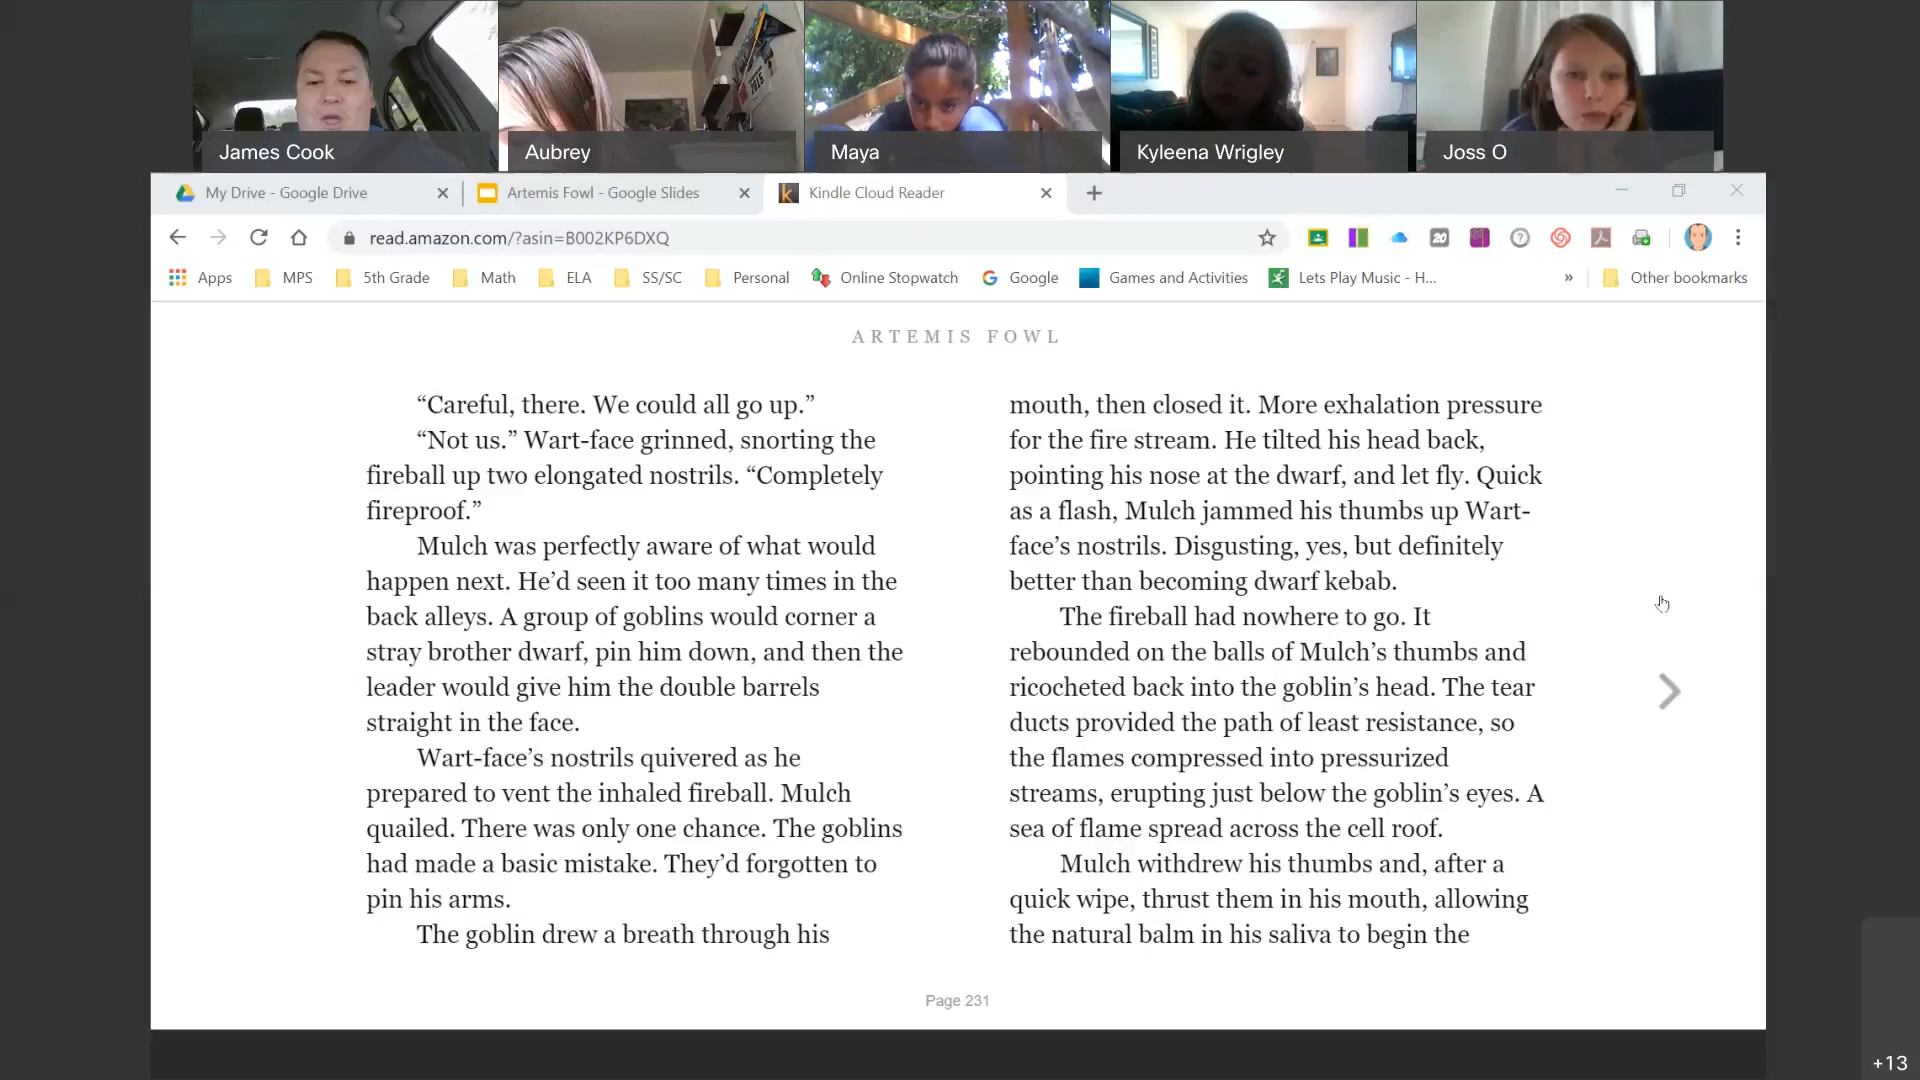 2015
James Cook
Aubrey
Maya
Kyleena Wrigley
Joss O
My Drive - Google Drive
Artemis Fowl - Google Slides
Kindle Cloud Reader
read.amazon.com/?asin=B002KP6DXQ
20
Apps
MPS
5th Grade
Math
ELA
SS/SC
Personal
Online Stopwatch
Google
Games and Activities
Lets Play Music - H...
»
Other bookmarks
ARTEMIS FOWL
“Careful, there. We could all go up.”
“Not us.” Wart-face grinned, snorting the
fireball up two elongated nostrils. “Completely
fireproof.”
Mulch was perfectly aware of what would
happen next. He’d seen it too many times in the
back alleys. A group of goblins would corner a
stray brother dwarf, pin him down, and then the
leader would give him the double barrels
straight in the face.
Wart-face’s nostrils quivered as he
prepared to vent the inhaled fireball. Mulch
quailed. There was only one chance. The goblins
had made a basic mistake. They’d forgotten to
pin his arms.
The goblin drew a breath through his
mouth, then closed it. More exhalation pressure
for the fire stream. He tilted his head back,
pointing his nose at the dwarf, and let fly. Quick
as a flash, Mulch jammed his thumbs up Wart-
face’s nostrils. Disgusting, yes, but definitely
better than becoming dwarf kebab.
The fireball had nowhere to go. It
rebounded on the balls of Mulch’s thumbs and
ricocheted back into the goblin’s head. The tear
ducts provided the path of least resistance, so
the flames compressed into pressurized
streams, erupting just below the goblin’s eyes. A
sea of flame spread across the cell roof.
Mulch withdrew his thumbs and, after a
quick wipe, thrust them in his mouth, allowing
the natural balm in his saliva to begin the
Page 231
+13